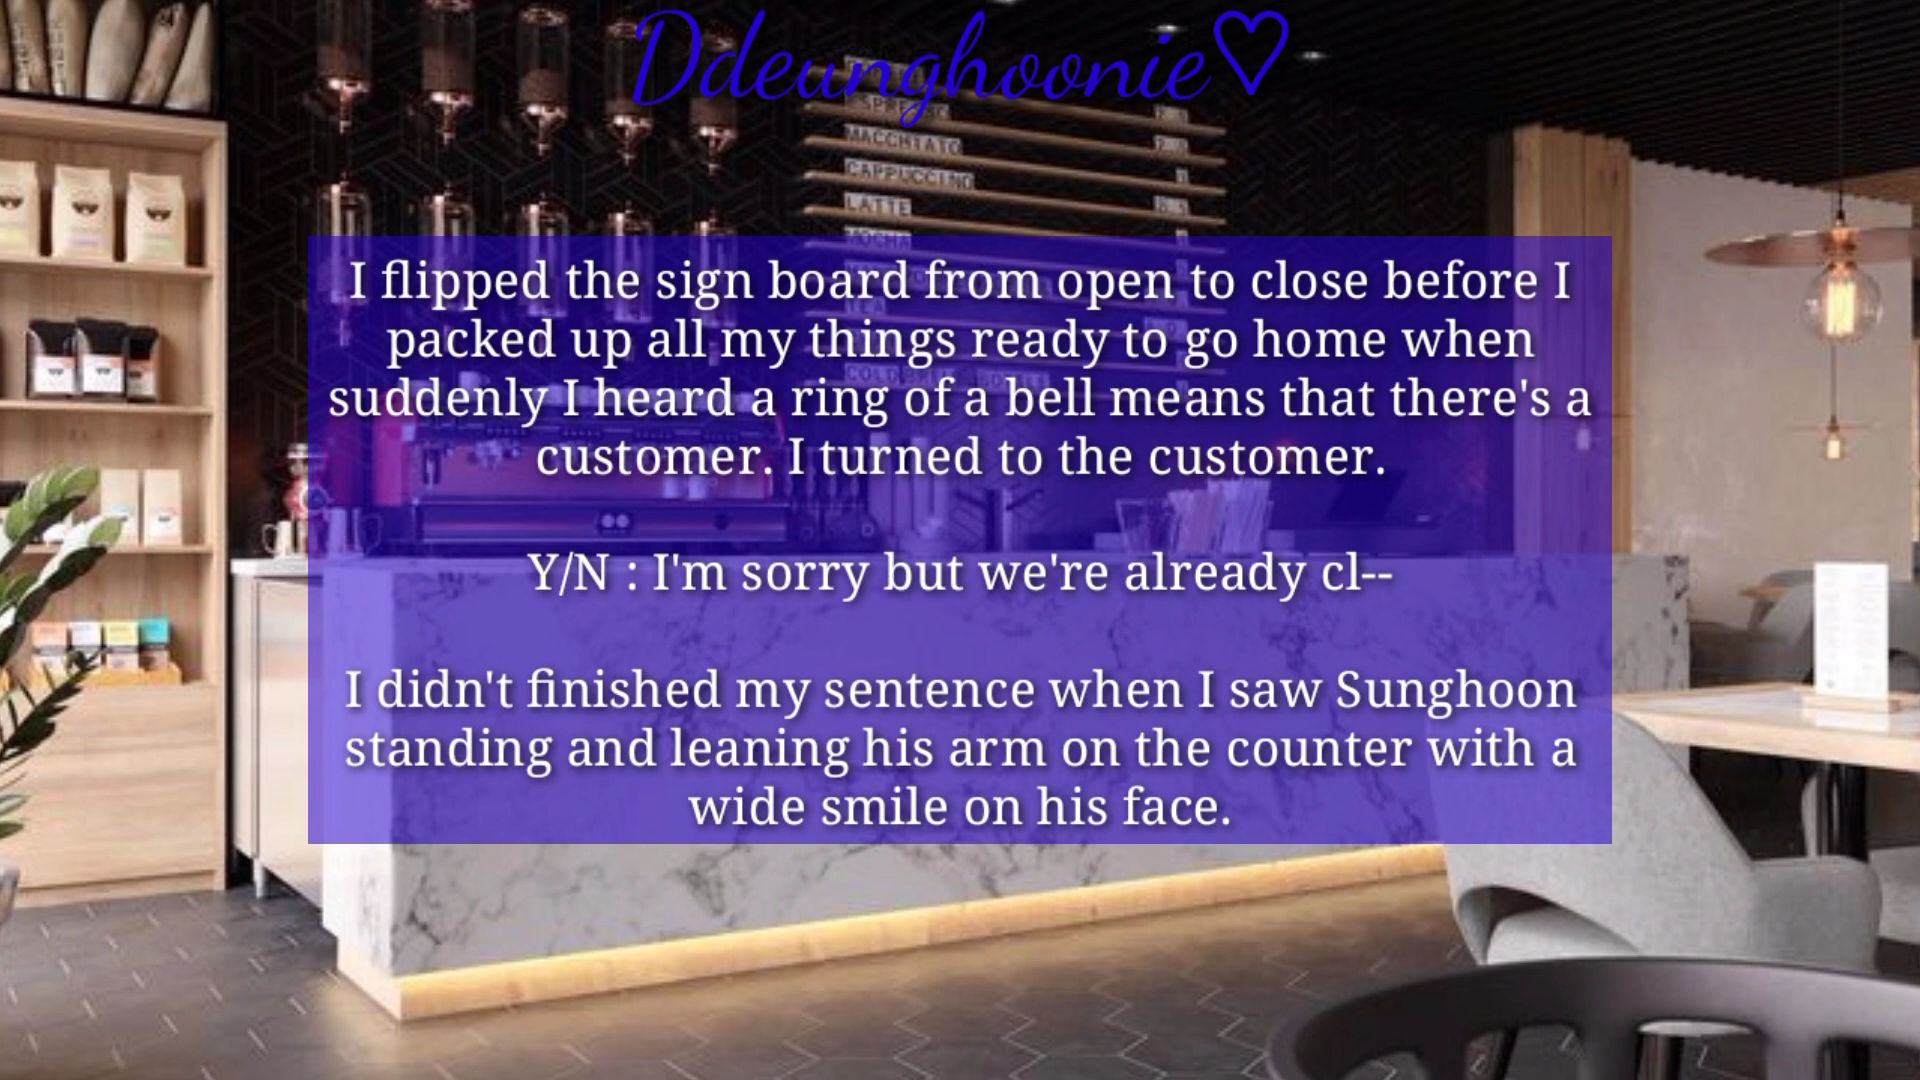 Ddeunghoonie♡
ESPRESSO
MACCHIATO
CAPPUCCINO
LATTE
MOCHA
I flipped the sign board from open to close before I
packed up all my things ready to go home when
suddenly I heard a ring of a bell means that there's a
customer. I turned to the customer.
Y/N : I'm sorry but we're already cl--
I didn't finished my sentence when I saw Sunghoon
standing and leaning his arm on the counter with a
wide smile on his face.